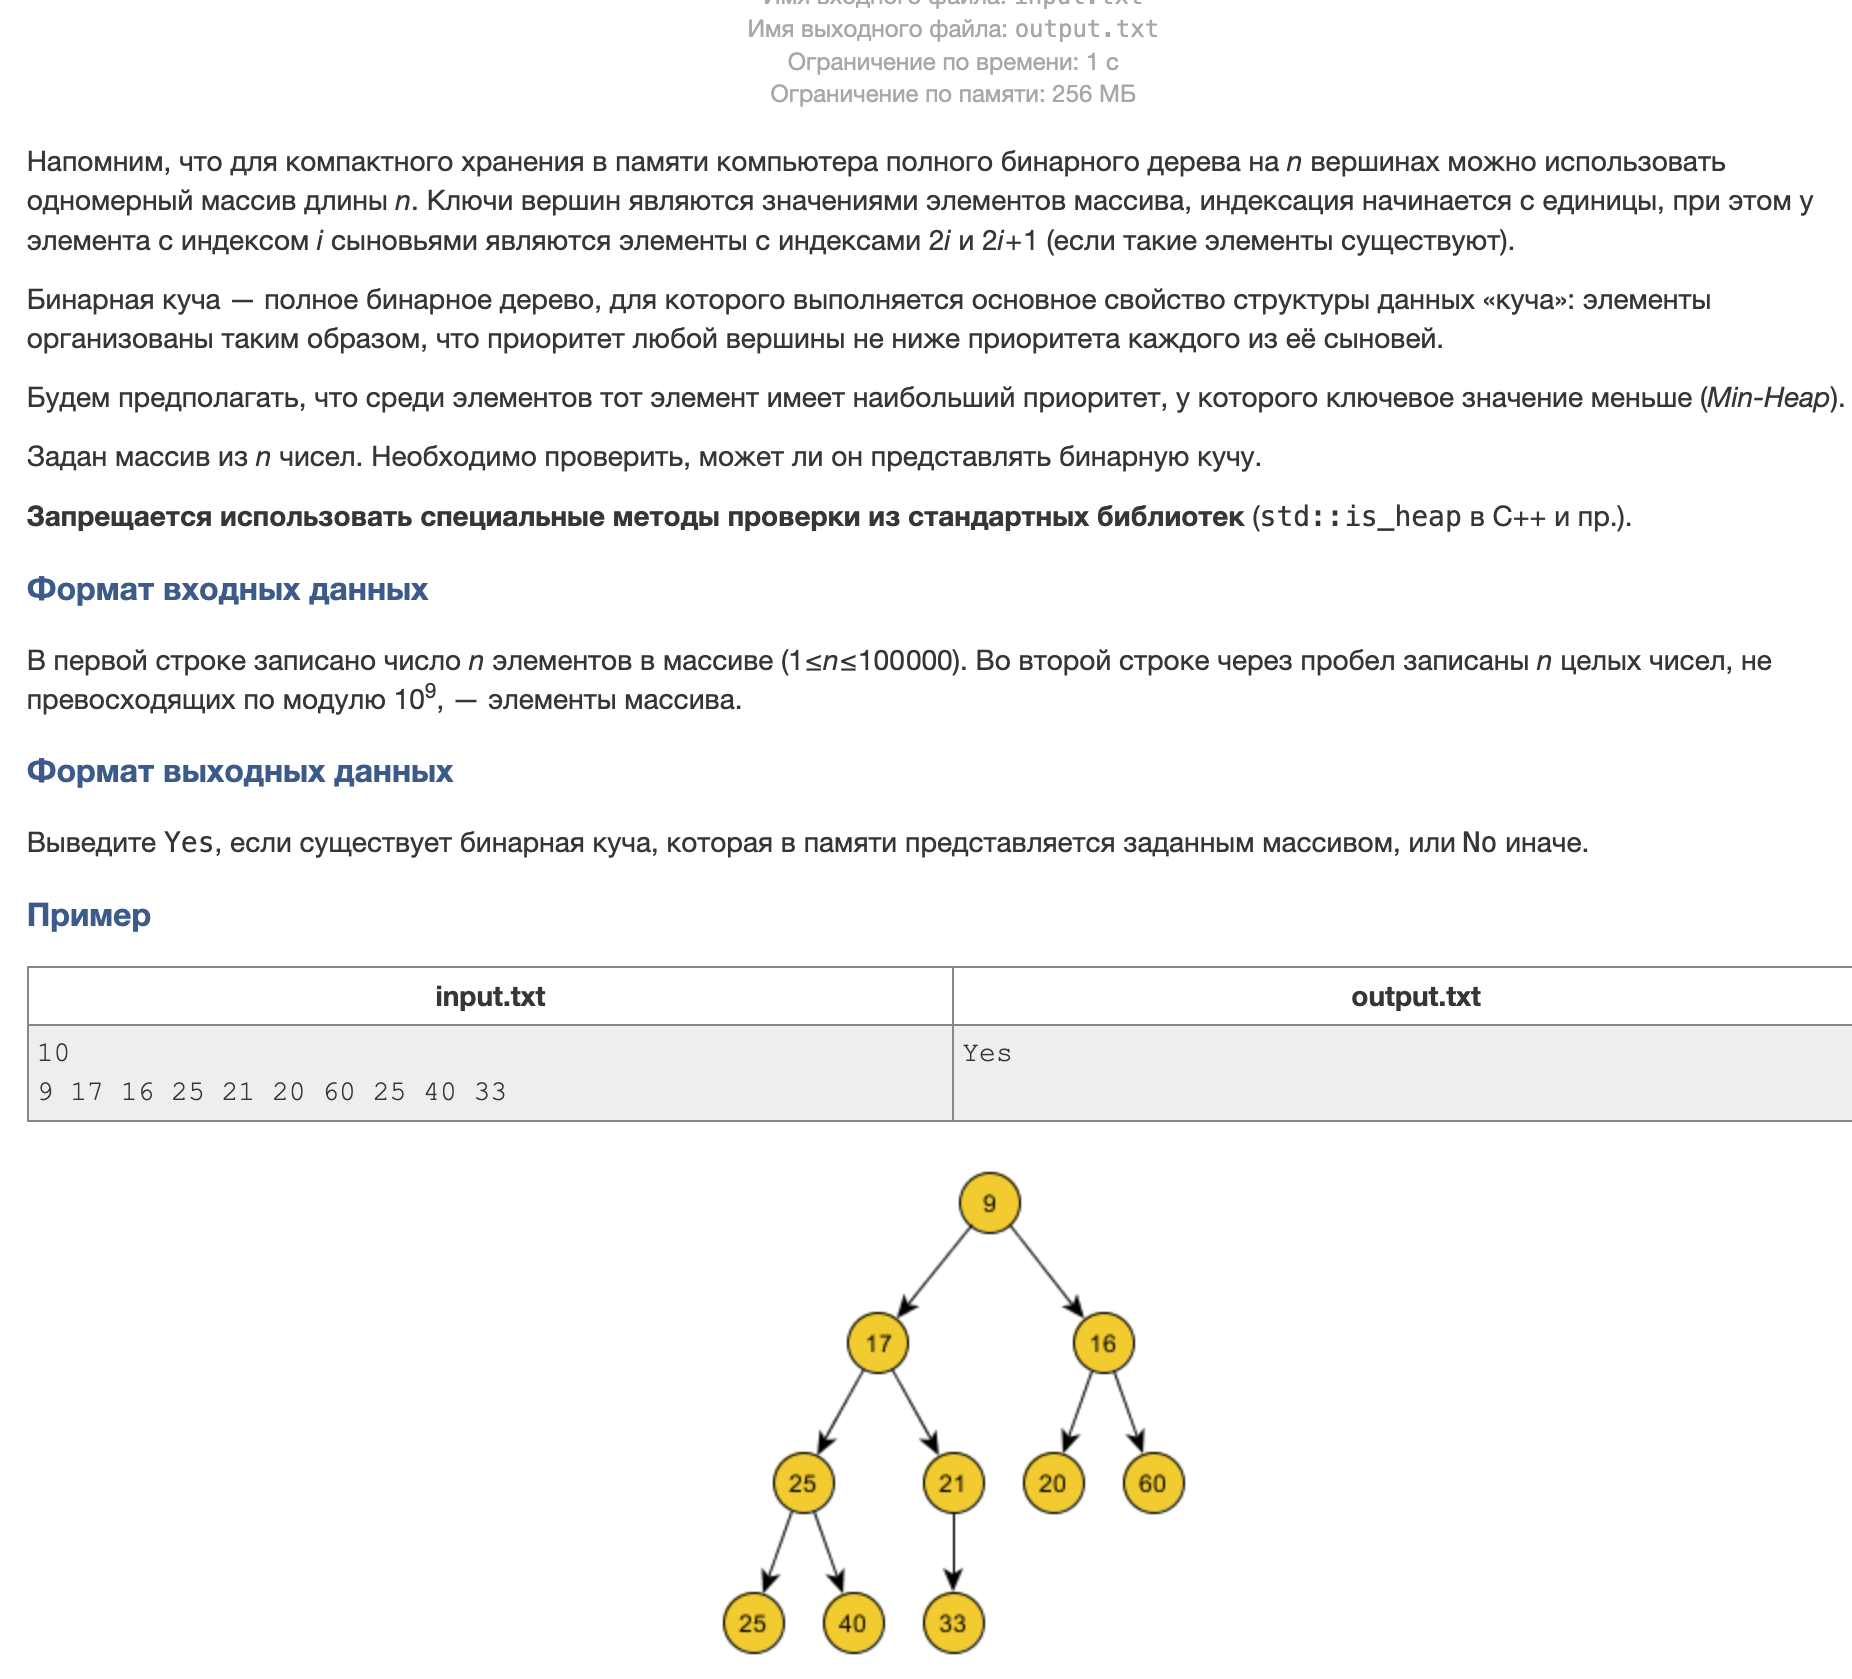 Имя входного файла: input.txt
Имя выходного файла: output.txt
Ограничение по времени: 1 с
Ограничение по памяти: 256 МБ
Напомним, что для компактного хранения в памяти компьютера полного бинарного дерева на n вершинах можно использовать
одномерный массив длины n. Ключи вершин являются значениями элементов массива, индексация начинается с единицы, при этом у
элемента с индексом i сыновьями являются элементы с индексами 2i и 2i+1 (если такие элементы существуют).
Бинарная куча — полное бинарное дерево, для которого выполняется основное свойство структуры данных «куча»: элементы
организованы таким образом, что приоритет любой вершины не ниже приоритета каждого из её сыновей.
Будем предполагать, что среди элементов тот элемент имеет наибольший приоритет, у которого ключевое значение меньше (Min-Heap).
Задан массив из n чисел. Необходимо проверить, может ли он представлять бинарную кучу.
Запрещается использовать специальные методы проверки из стандартных библиотек (std::is_heap в C++ и пр.).
Формат входных данных
В первой строке записано число n элементов в массиве (1≤n≤100000). Во второй строке через пробел записаны n целых чисел, не
превосходящих по модулю 10⁹, — элементы массива.
Формат выходных данных
Выведите Yes, если существует бинарная куча, которая в памяти представляется заданным массивом, или No иначе.
Пример
input.txt output.txt
10 Yes
9 17 16 25 21 20 60 25 40 33
9
17 16
25 21 20 60
25 40 33